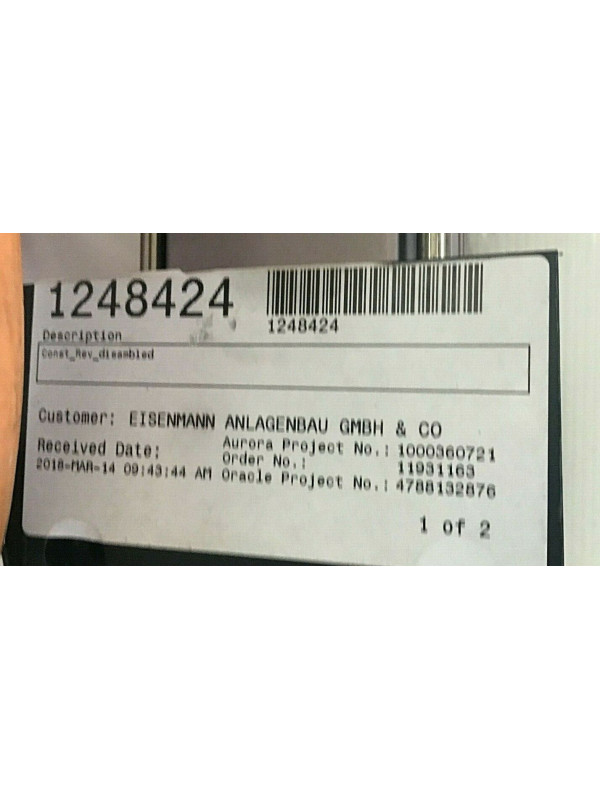 1248424
1248424
Description
Const_Rev_disambled
Customer: EISENMANN ANLAGENBAU GMBH & CO
Received Date: Aurora Project No.: 1000360721
Order No.: 11931163
2018-MAR-14 09:43:44 AM Oracle Project No.: 4788132876
1 of 2